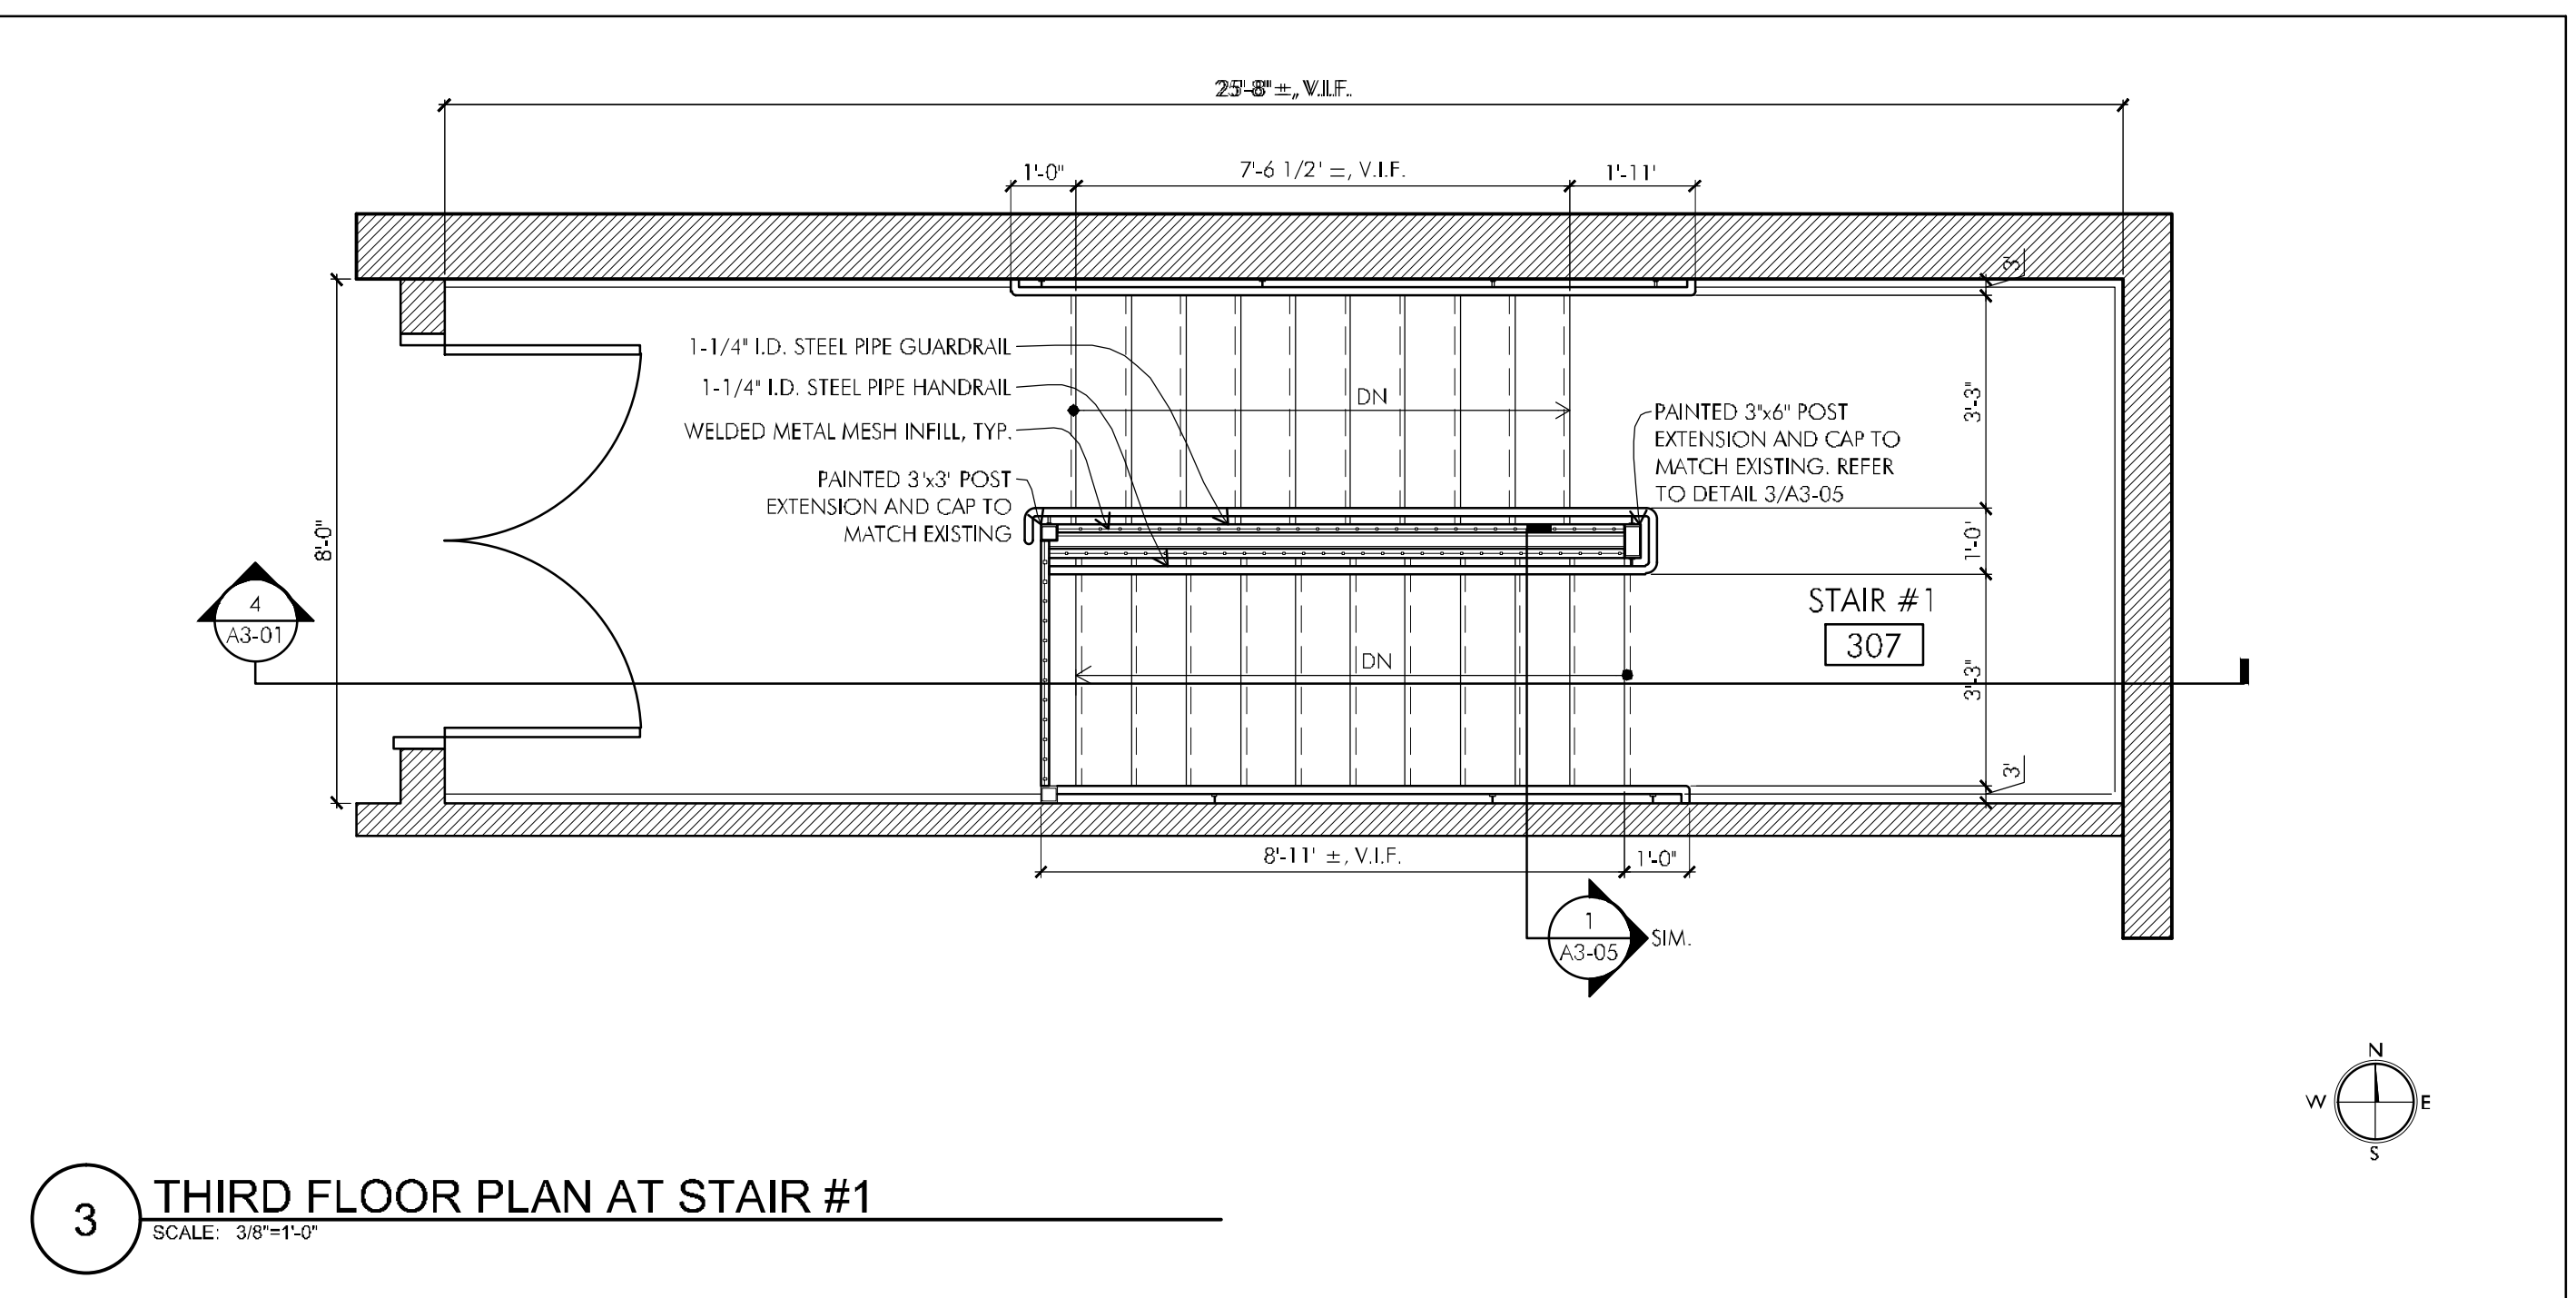 25'-8" ±, V.I.F.
1'-0"
7'-6 1/2' =, V.I.F.
1'-11'
3'
1-1/4" I.D. STEEL PIPE GUARDRAIL
1-1/4" I.D. STEEL PIPE HANDRAIL
WELDED METAL MESH INFILL, TYP.
PAINTED 3'x3' POST
EXTENSION AND CAP TO
MATCH EXISTING
DN
PAINTED 3"x6" POST
EXTENSION AND CAP TO
MATCH EXISTING. REFER
TO DETAIL 3/A3-05
3'-3"
8'-0"
1'-0'
4
A3-01
STAIR #1
307
DN
3'-3"
3'
8'-11' ±, V.I.F.
1'-0"
1
A3-05
SIM.
N
W
E
S
3
THIRD FLOOR PLAN AT STAIR #1
SCALE: 3/8"=1'-0"